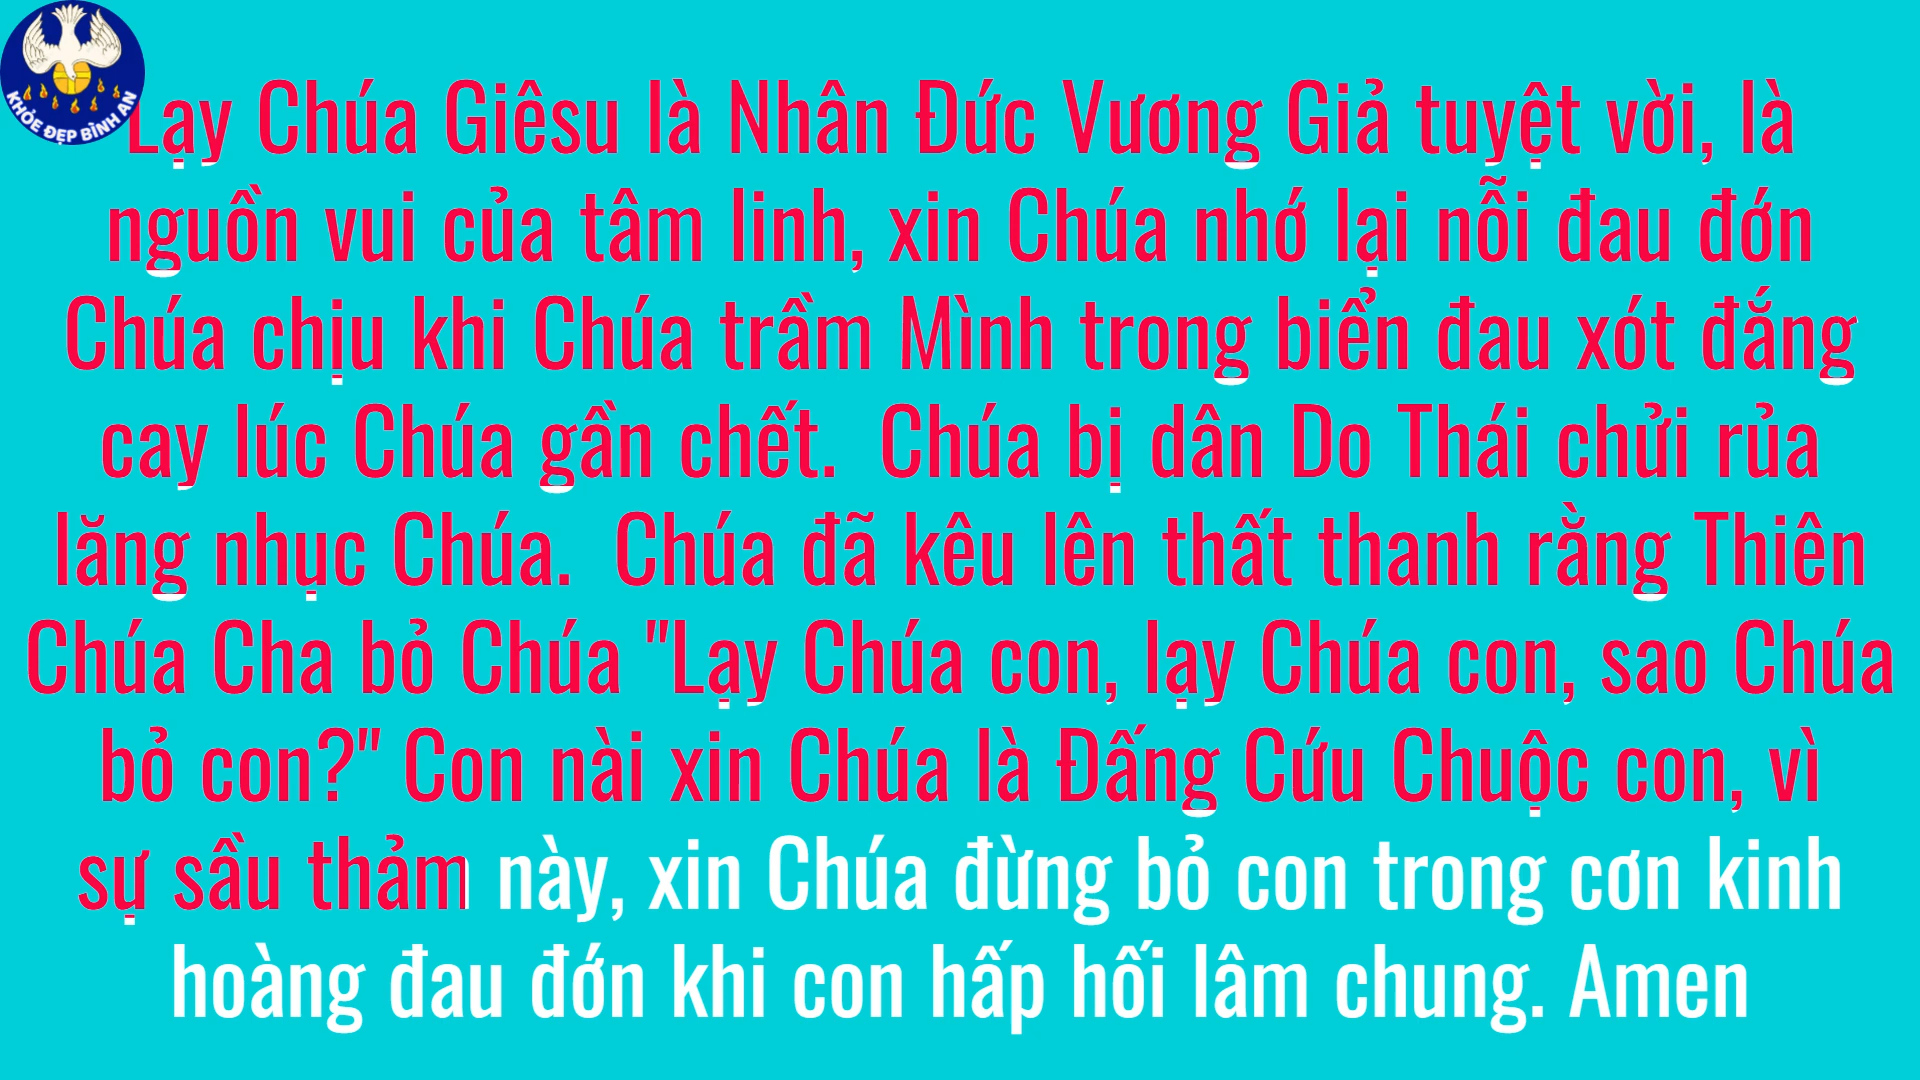 KHỎE ĐẸP BÌNH AN
Lạy Chúa Giêsu là Nhân Đức Vương Giả tuyệt vời, là
nguồn vui của tâm linh, xin Chúa nhớ lại nỗi đau đớn
Chúa chịu khi Chúa trầm Mình trong biển đau xót đắng
cay lúc Chúa gần chết.  Chúa bị dân Do Thái chửi rủa
lăng nhục Chúa.  Chúa đã kêu lên thất thanh rằng Thiên
Chúa Cha bỏ Chúa "Lạy Chúa con, lạy Chúa con, sao Chúa
bỏ con?" Con nài xin Chúa là Đấng Cứu Chuộc con, vì
sự sầu thảm này, xin Chúa đừng bỏ con trong cơn kinh
hoàng đau đớn khi con hấp hối lâm chung. Amen